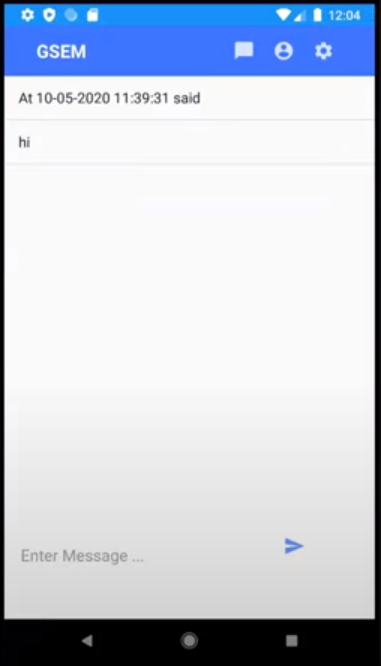 12:04
GSEM
At 10-05-2020 11:39:31 said
hi
Enter Message ...